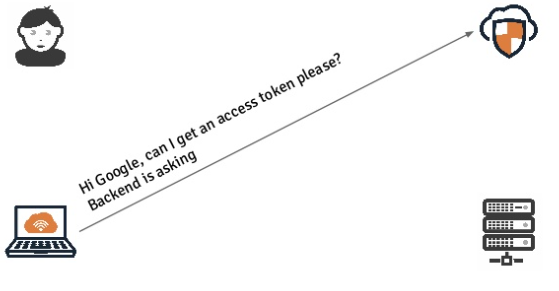 Hi Google, can I get an access token please?
Backend is asking